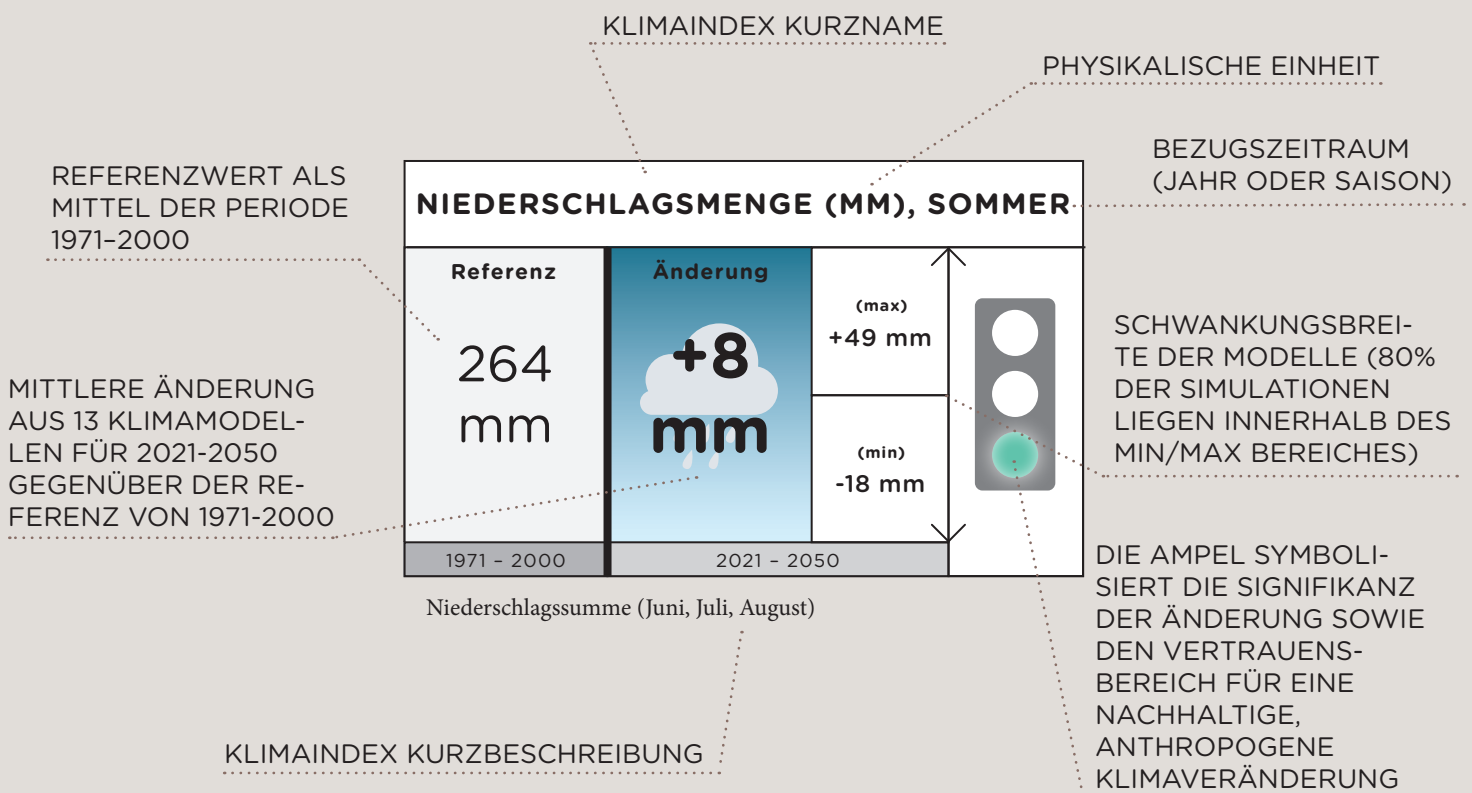 KLIMAINDEX KURZNAME
PHYSIKALISCHE EINHEIT
BEZUGSZEITRAUM
(JAHR ODER SAISON)
REFERENZWERT ALS
MITTEL DER PERIODE
1971–2000
NIEDERSCHLAGSMENGE (MM), SOMMER
Referenz
264
mm
1971 – 2000
Änderung
+8
mm
(max)
+49 mm
(min)
-18 mm
2021 – 2050
Niederschlagssumme (Juni, Juli, August)
MITTLERE ÄNDERUNG
AUS 13 KLIMAMODEL-
LEN FÜR 2021-2050
GEGENÜBER DER RE-
FERENZ VON 1971-2000
SCHWANKUNGSBREI-
TE DER MODELLE (80%
DER SIMULATIONEN
LIEGEN INNERHALB DES
MIN/MAX BEREICHES)
DIE AMPEL SYMBOLI-
SIERT DIE SIGNIFIKANZ
DER ÄNDERUNG SOWIE
DEN VERTRAUENS-
BEREICH FÜR EINE
NACHHALTIGE,
ANTHROPOGENE
KLIMAVERÄNDERUNG
KLIMAINDEX KURZBESCHREIBUNG